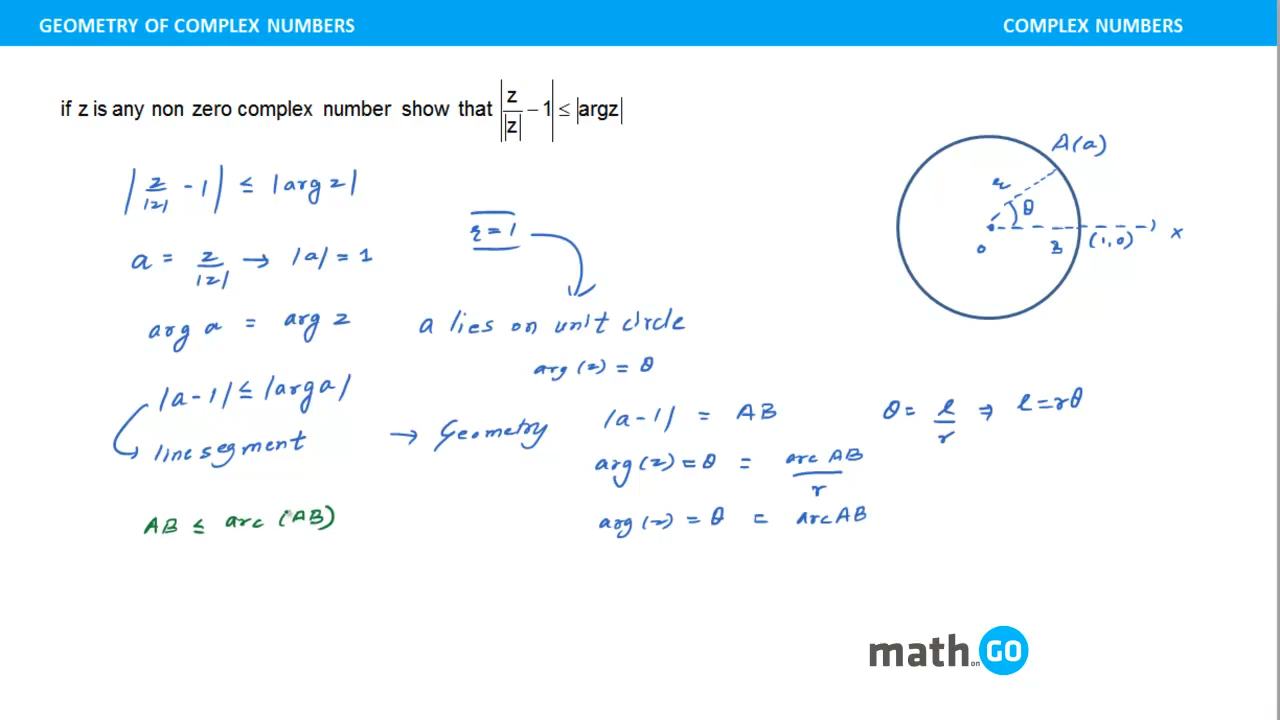 GEOMETRY OF COMPLEX NUMBERS
COMPLEX NUMBERS
if z is any non zero complex number show that |z/|z| − 1| ≤ |argz|
|z/|z| - 1| ≤ |arg z|
a = z/|z| → |a| = 1
r = 1
arg a = arg z
a lies on unit circle
arg (z) = θ
|a - 1| ≤ |arg a|
line segment
→ Geometry
|a - 1| = AB
arg (z) = θ = arc AB / r
arg (z) = θ = arc AB
θ = l/r ⇒ l = rθ
AB ≤ arc (AB)
A(a)
r
θ
O
B
(1, 0)
x
math on GO